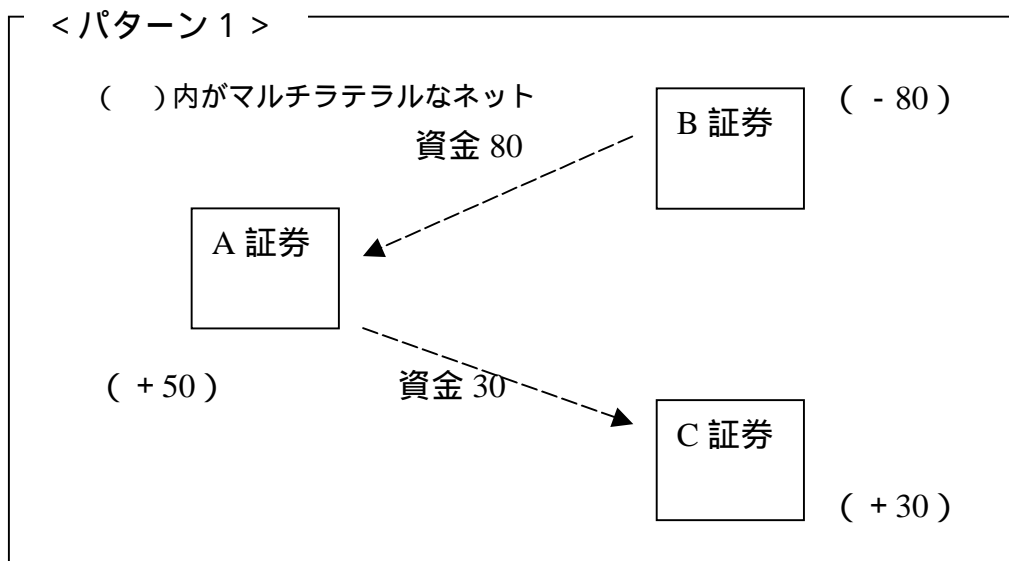 <パターン1>
(　)内がマルチラテラルなネット
B 証券
(－80)
資金 80
A 証券
(＋50)
資金 30
C 証券
(＋30)